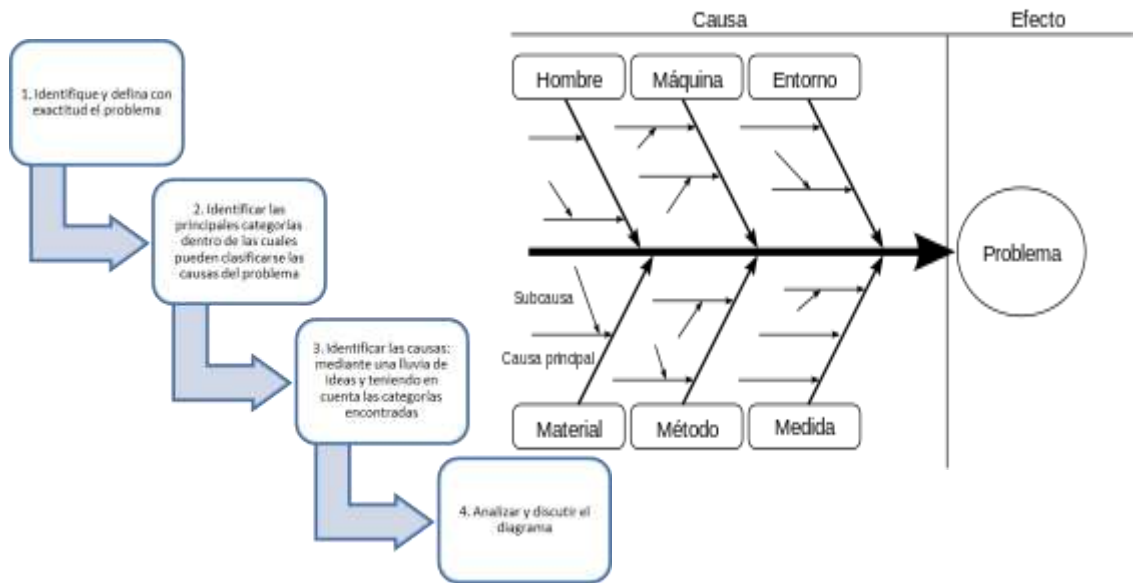 1. Identifique y defina con
exactitud el problema
2. Identificar las
principales categorías
dentro de las cuales
pueden clasificarse las
causas del problema
3. Identificar las causas:
mediante una lluvia de
ideas y teniendo en
cuenta las categorías
encontradas
4. Analizar y discutir el
diagrama
Causa
Efecto
Hombre
Máquina
Entorno
Problema
Subcausa
Causa principal
Material
Método
Medida